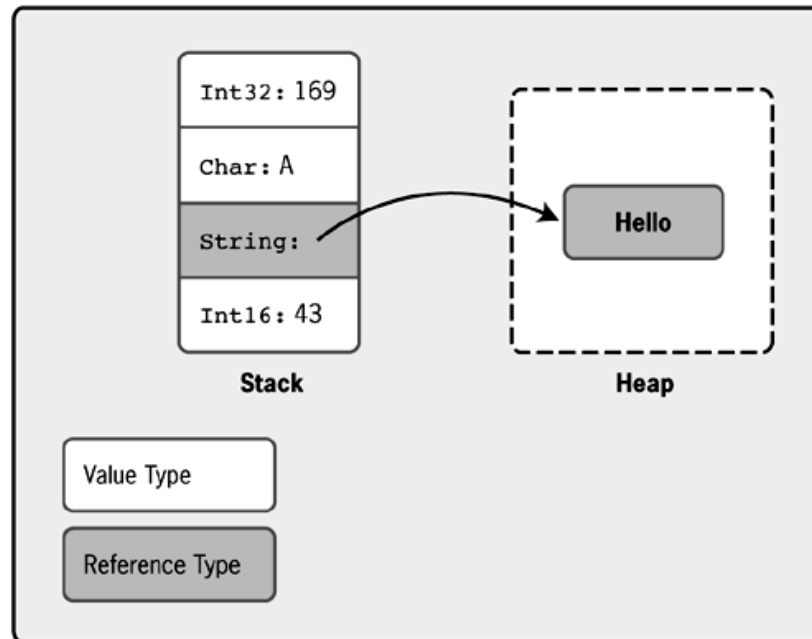 Int32: 169
Char: A
String:
Int16: 43
Hello
Stack
Heap
Value Type
Reference Type